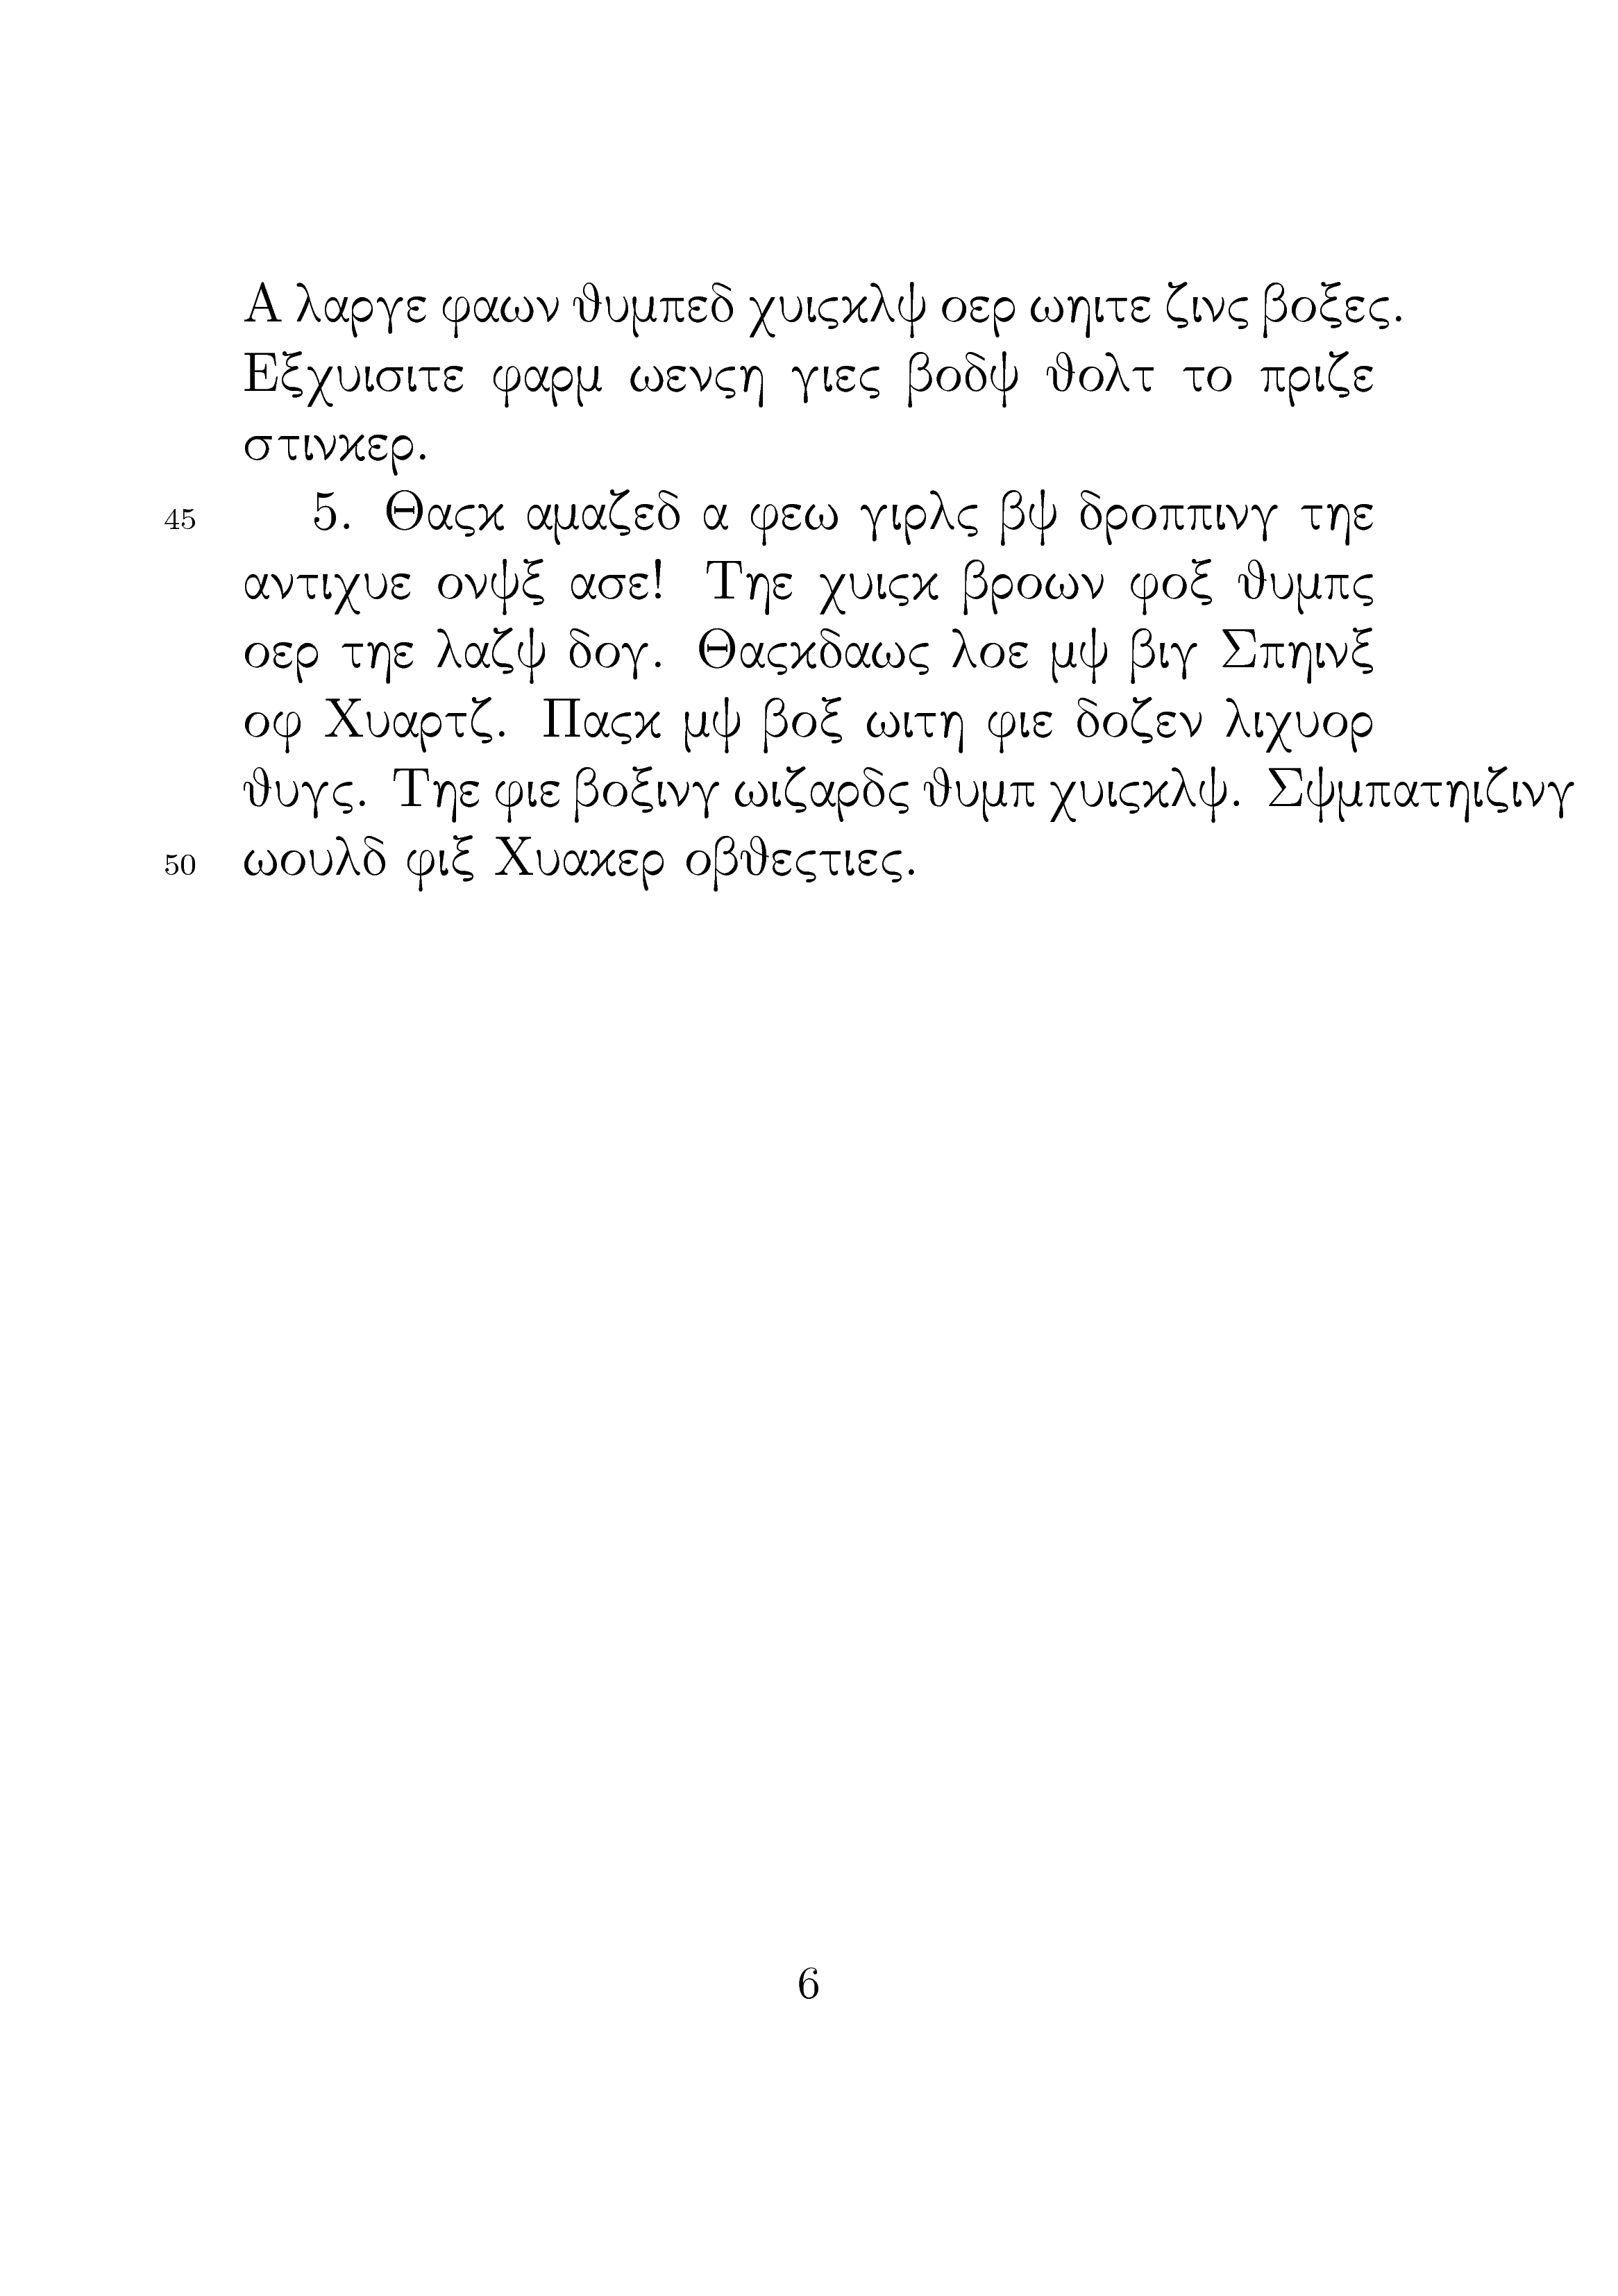 Α λαργε φαων ϑυμπεδ χυιςκλψ οερ ωηιτε ζινς βοξες.
Εξχυισιτε φαρμ ωενςη γιες βοδψ ϑολτ το πριζε
στινκερ.
45 5. Θαςκ αμαζεδ α φεω γιρλς βψ δροππινγ τηε
αντιχυε ονψξ ασε! Τηε χυιςκ βροων φοξ ϑυμπς
οερ τηε λαζψ δογ. Θαςκδαως λοε μψ βιγ Σπηινξ
οφ Χυαρτζ. Παςκ μψ βοξ ωιτη φιε δοζεν λιχυορ
ϑυγς. Τηε φιε βοξινγ ωιζαρδς ϑυμπ χυιςκλψ. Σψμπατηιζινγ
50 ωουλδ φιξ Χυακερ οβϑεςτιες.
6